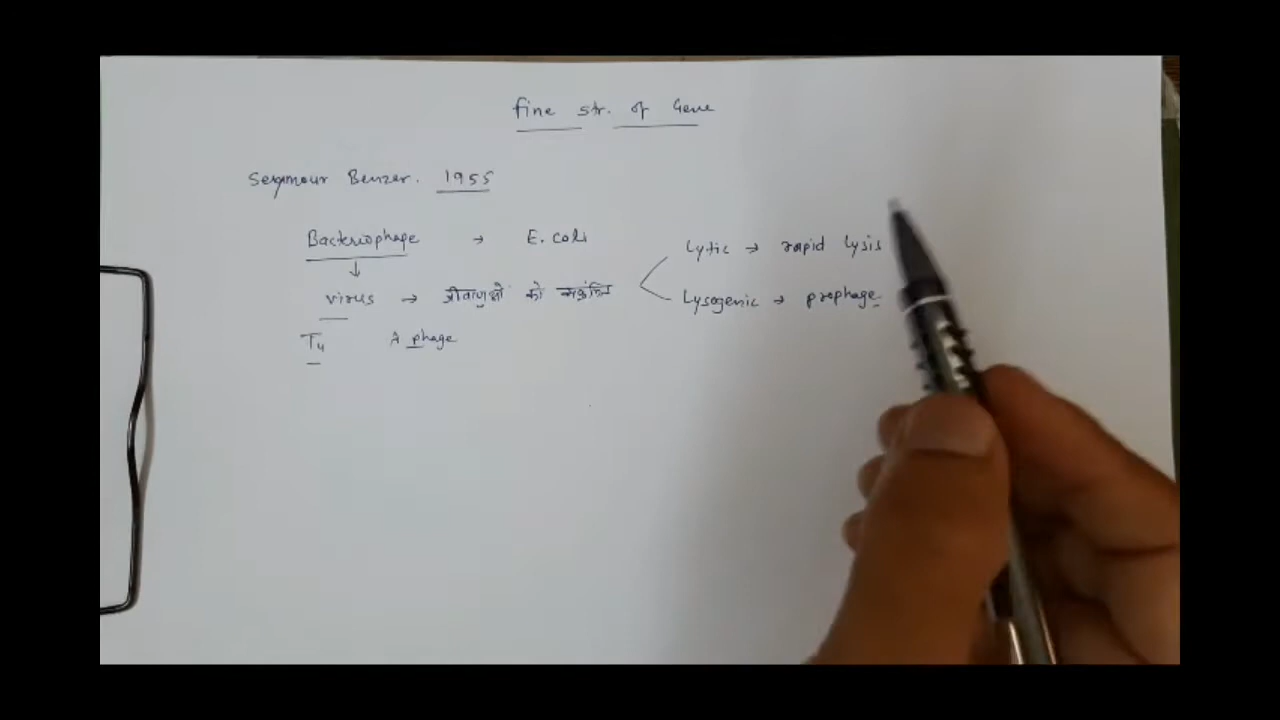 fine str. of Gene
Seymour Benzer. 1955
Bacteriophage → E. coli
Lytic → rapid lysis
↓
virus → जीवाणुओं को संक्रमित
Lysogenic → prophage
T4 λ phage